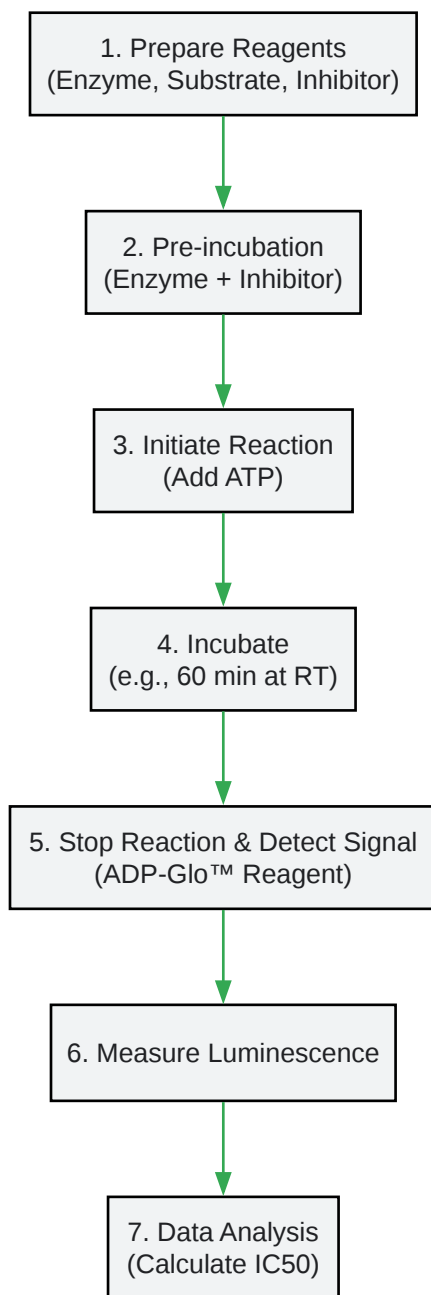 1. Prepare Reagents
(Enzyme, Substrate, Inhibitor)
2. Pre-incubation
(Enzyme + Inhibitor)
3. Initiate Reaction
(Add ATP)
4. Incubate
(e.g., 60 min at RT)
5. Stop Reaction & Detect Signal
(ADP-Glo™ Reagent)
6. Measure Luminescence
7. Data Analysis
(Calculate IC50)